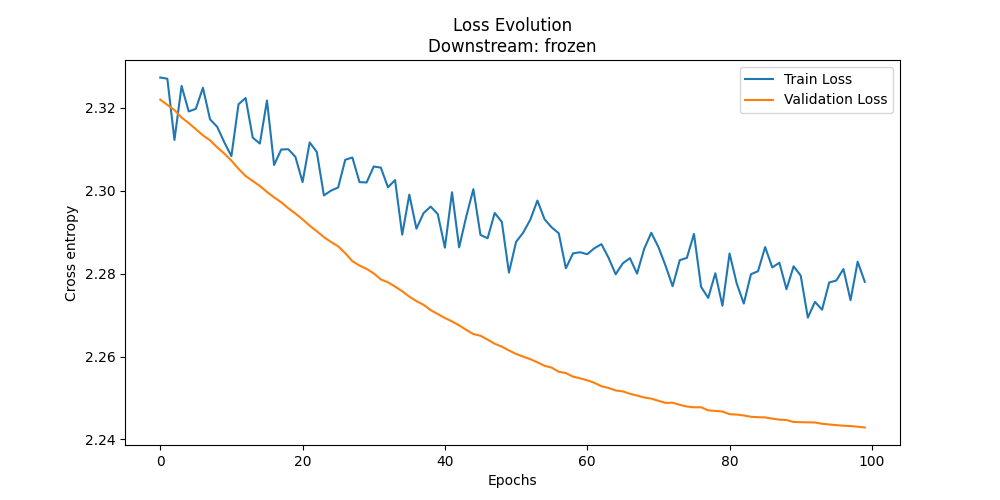 Loss Evolution
Downstream: frozen
Train Loss
Validation Loss
Cross entropy
2.32
2.30
2.28
2.26
2.24
0 20 40 60 80 100
Epochs